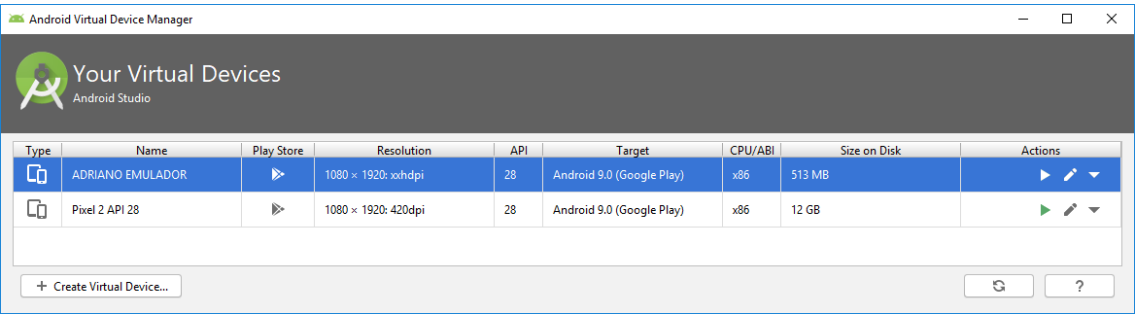 Android Virtual Device Manager
Your Virtual Devices
Android Studio
Type Name Play Store Resolution API Target CPU/ABI Size on Disk Actions
ADRIANO EMULADOR 1080 × 1920: xxhdpi 28 Android 9.0 (Google Play) x86 513 MB
Pixel 2 API 28 1080 × 1920: 420dpi 28 Android 9.0 (Google Play) x86 12 GB
+ Create Virtual Device... ?